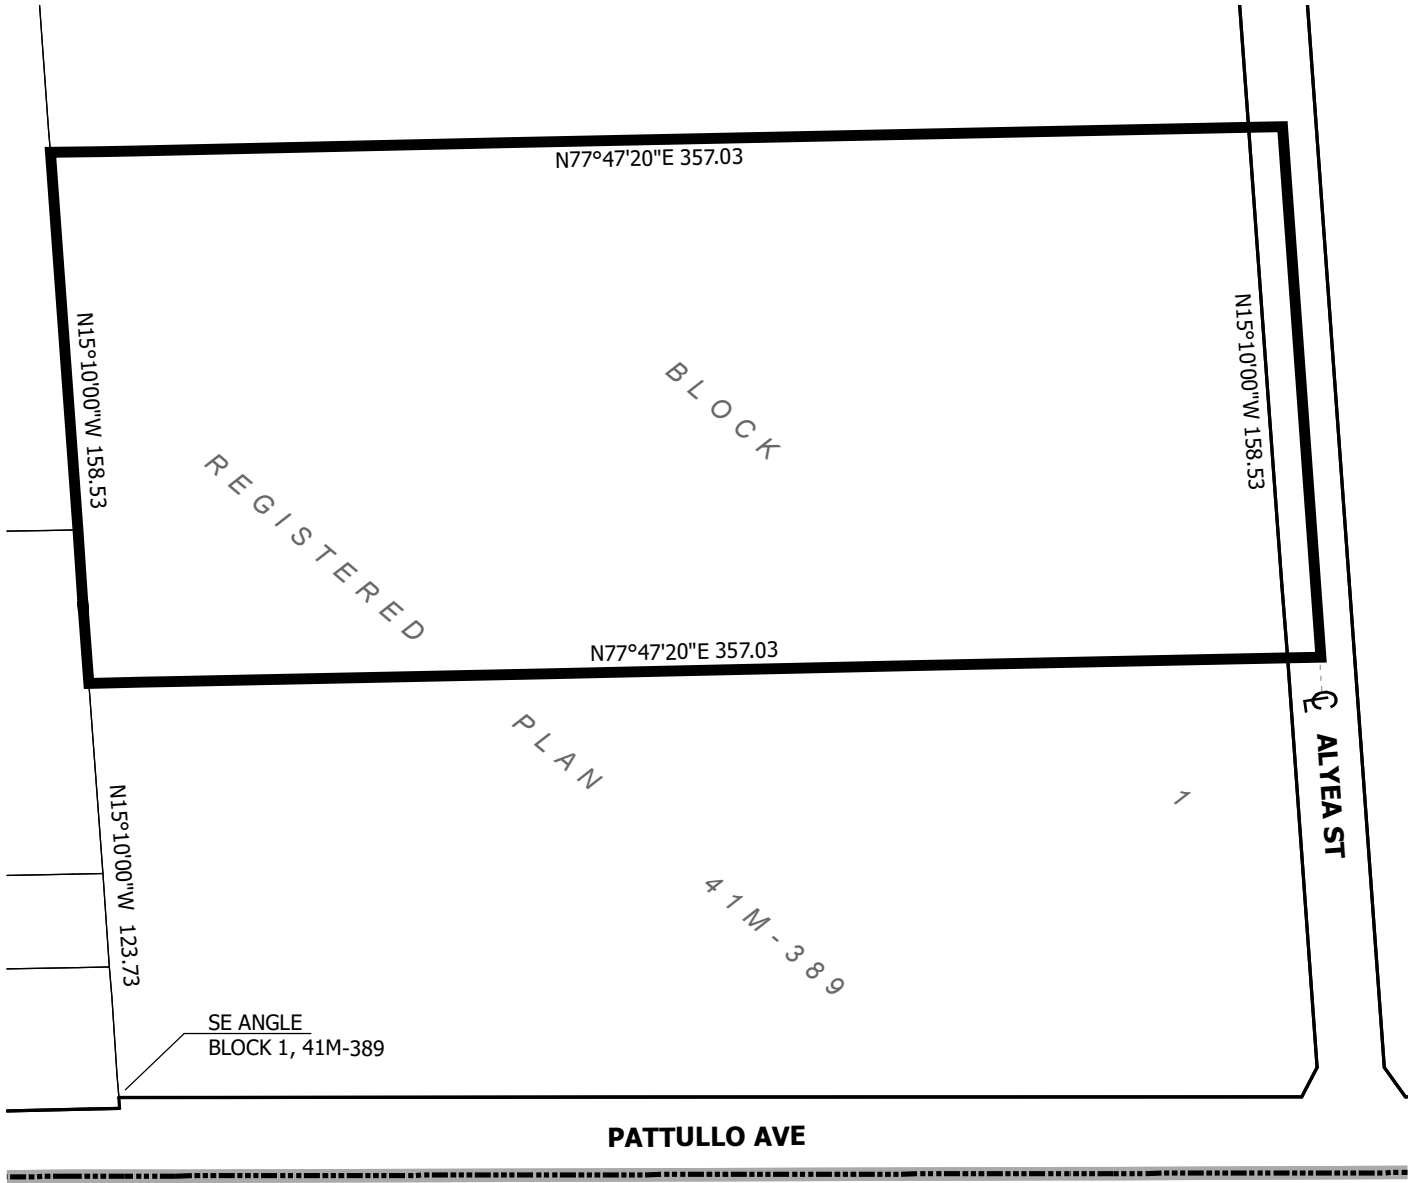 N77°47'20"E 357.03
N15°10'00"W 158.53
N15°10'00"W 158.53
BLOCK
REGISTERED
N77°47'20"E 357.03
℄ ALYEA ST
PLAN
1
N15°10'00"W 123.73
41M-389
SE ANGLE
BLOCK 1, 41M-389
PATTULLO AVE